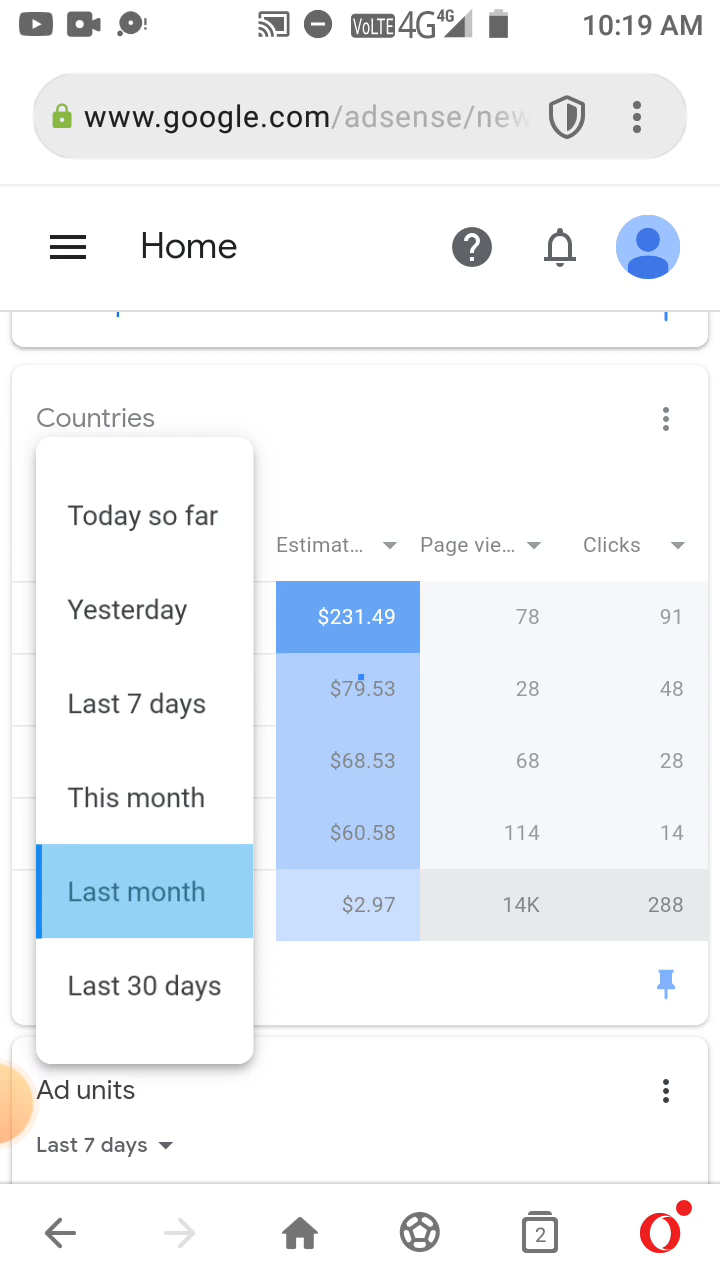 10:19 AM
VoLTE 4G 4G
www.google.com/adsense/new
Home
Countries
Today so far
Yesterday
Last 7 days
This month
Last month
Last 30 days
Estimat... Page vie... Clicks
$231.49 78 91
$79.53 28 48
$68.53 68 28
$60.58 114 14
$2.97 14K 288
Ad units
Last 7 days
2